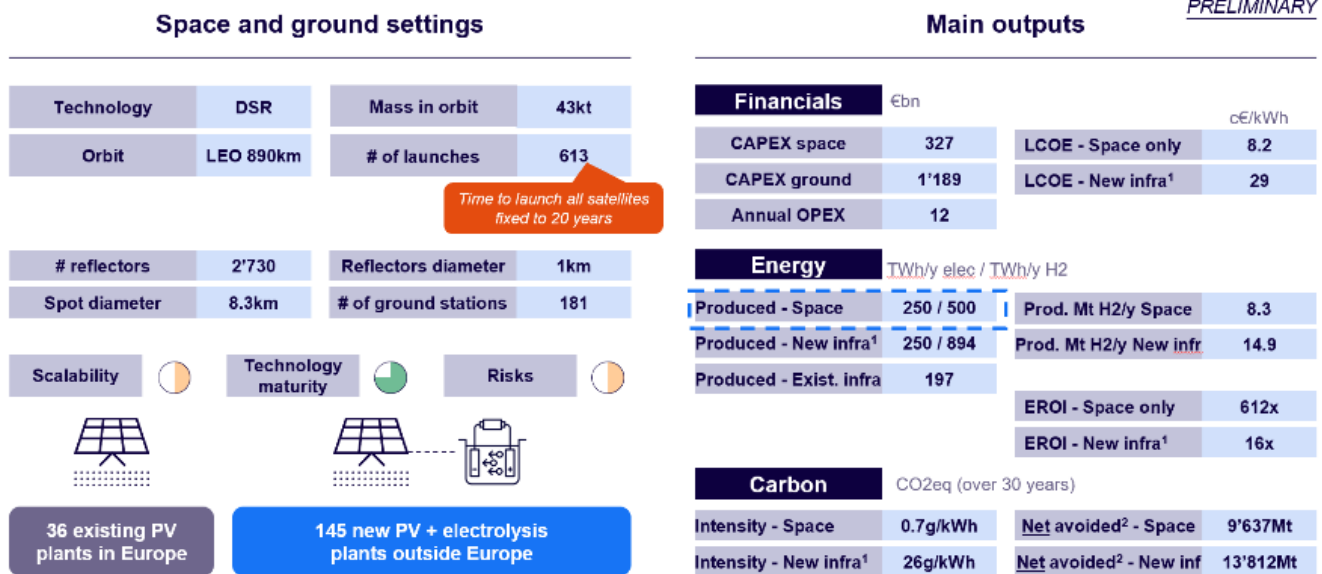 PRELIMINARY
Space and ground settings
Technology DSR
Mass in orbit 43kt
Orbit LEO 890km
# of launches 613
Time to launch all satellites
fixed to 20 years
# reflectors 2'730
Reflectors diameter 1km
Spot diameter 8.3km
# of ground stations 181
Scalability
Technology
maturity
Risks
36 existing PV
plants in Europe
145 new PV + electrolysis
plants outside Europe
Main outputs
Financials €bn
c€/kWh
CAPEX space 327
LCOE - Space only 8.2
CAPEX ground 1'189
LCOE - New infra¹ 29
Annual OPEX 12
Energy TWh/y elec / TWh/y H2
Produced - Space 250 / 500
Prod. Mt H2/y Space 8.3
Produced - New infra¹ 250 / 894
Prod. Mt H2/y New infr 14.9
Produced - Exist. infra 197
EROI - Space only 612x
EROI - New infra¹ 16x
Carbon CO2eq (over 30 years)
Intensity - Space 0.7g/kWh
Net avoided² - Space 9'637Mt
Intensity - New infra¹ 26g/kWh
Net avoided² - New inf 13'812Mt